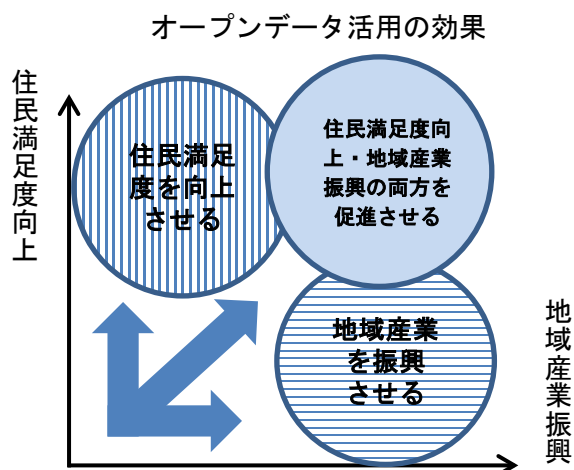 オープンデータ活用の効果
住民満足度向上
住民満足
度を向上
させる
住民満足度向
上・地域産業
振興の両方を
促進させる
地域産業
を振興
させる
地域産業振興